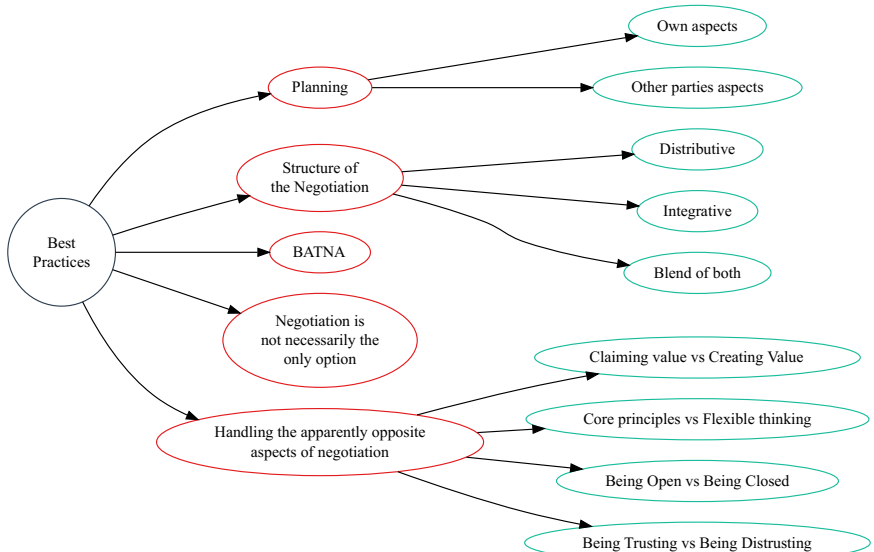 Best
Practices
Planning
Own aspects
Other parties aspects
Structure of
the Negotiation
Distributive
Integrative
Blend of both
BATNA
Negotiation is
not necessarily the
only option
Handling the apparently opposite
aspects of negotiation
Claiming value vs Creating Value
Core principles vs Flexible thinking
Being Open vs Being Closed
Being Trusting vs Being Distrusting